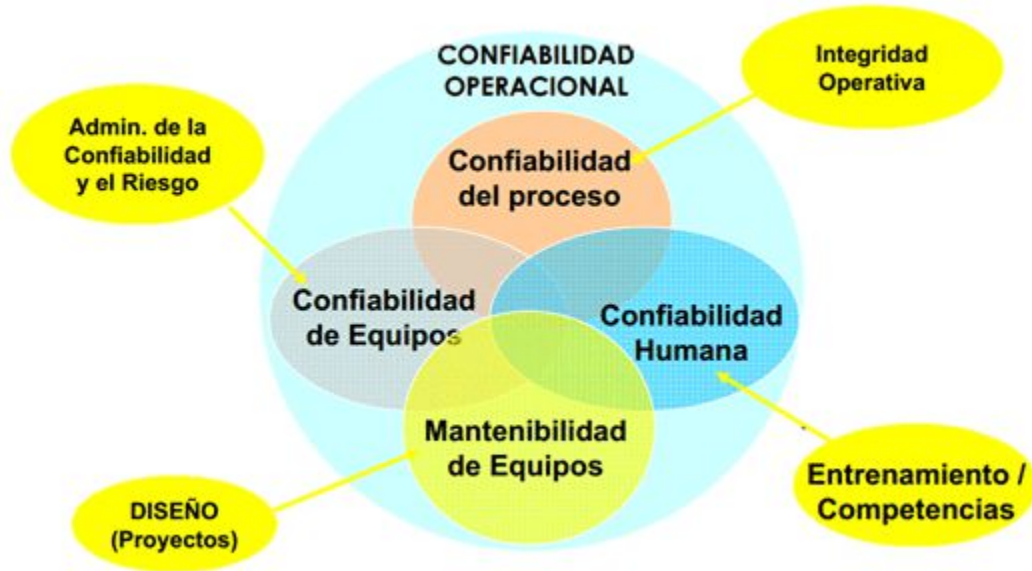 CONFIABILIDAD
OPERACIONAL
Integridad
Operativa
Admin. de la
Confiabilidad
y el Riesgo
Confiabilidad
del proceso
Confiabilidad
de Equipos
Confiabilidad
Humana
Mantenibilidad
de Equipos
DISEÑO
(Proyectos)
Entrenamiento /
Competencias